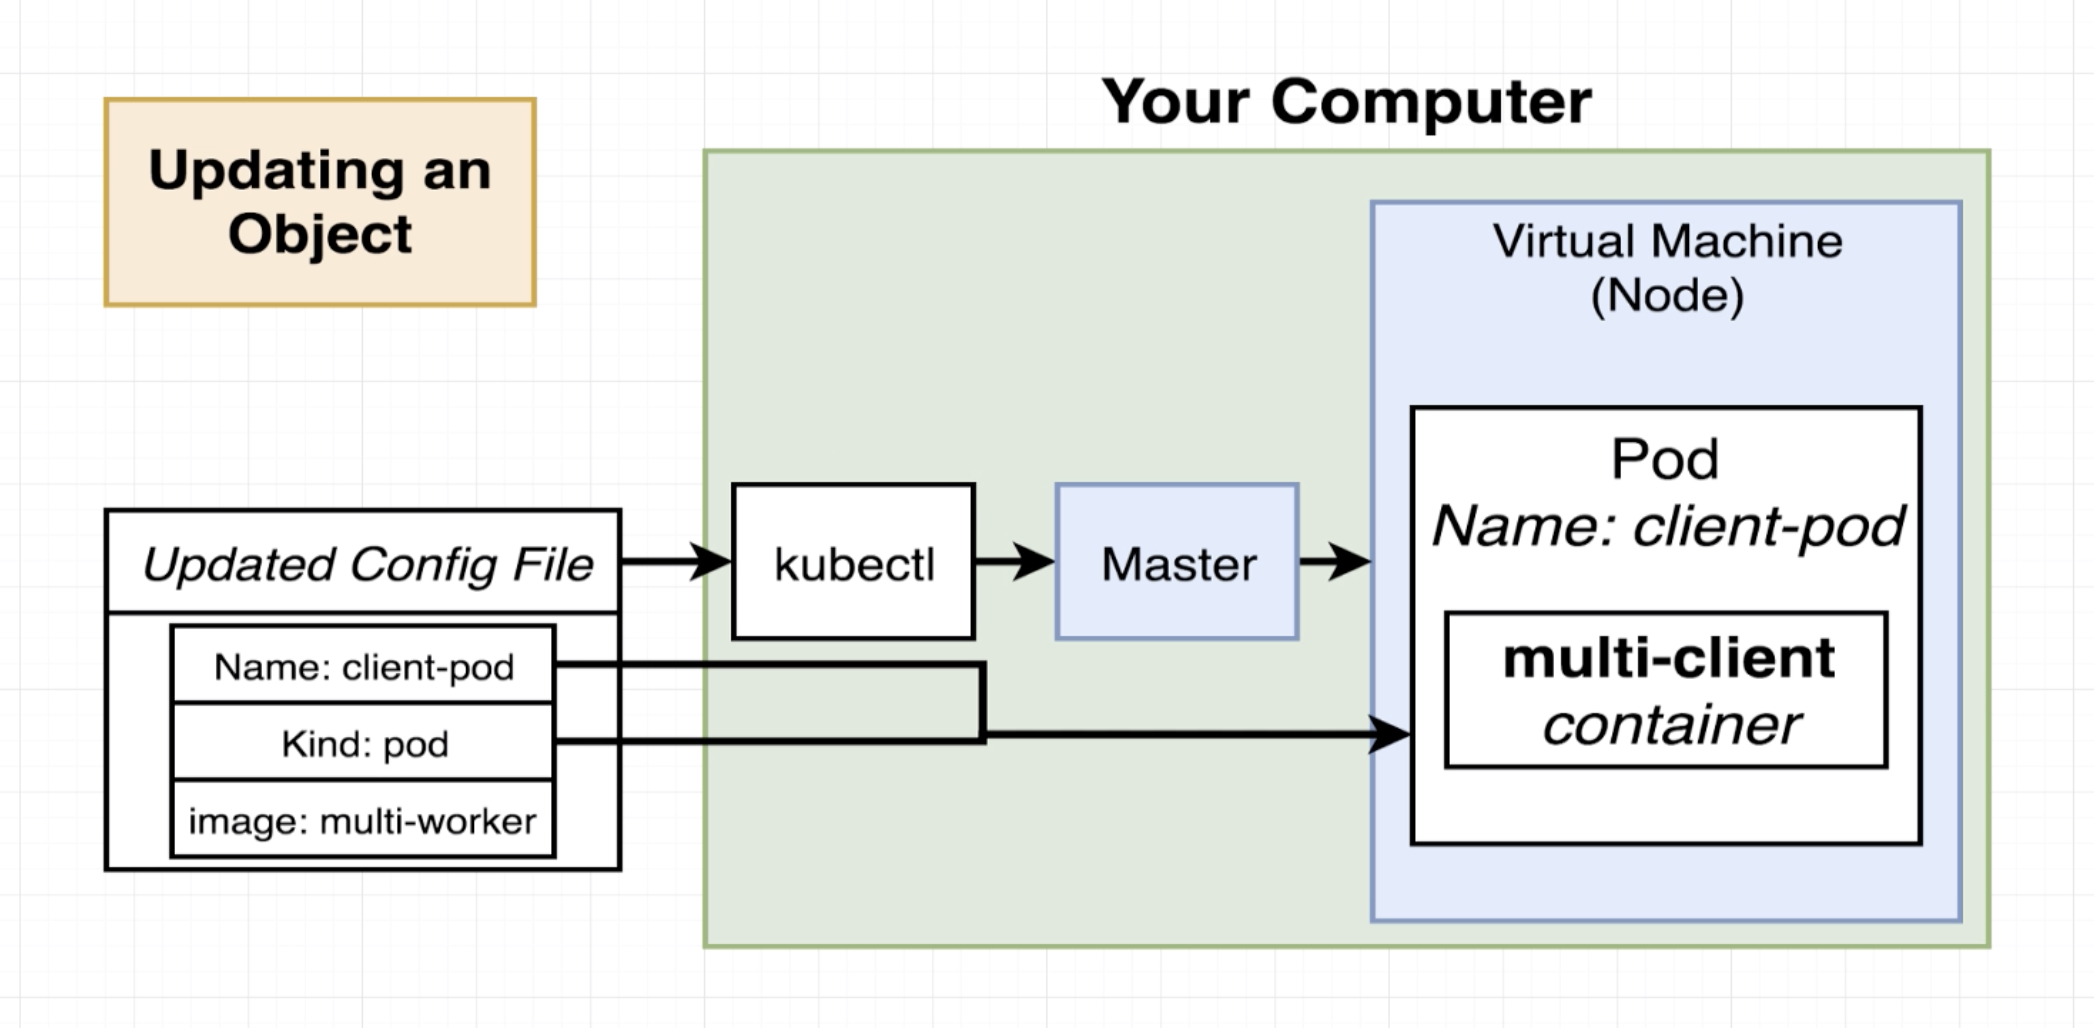 Updating an
Object
Your Computer
Virtual Machine
(Node)
Updated Config File
Name: client-pod
Kind: pod
image: multi-worker
kubectl
Master
Pod
Name: client-pod
multi-client
container